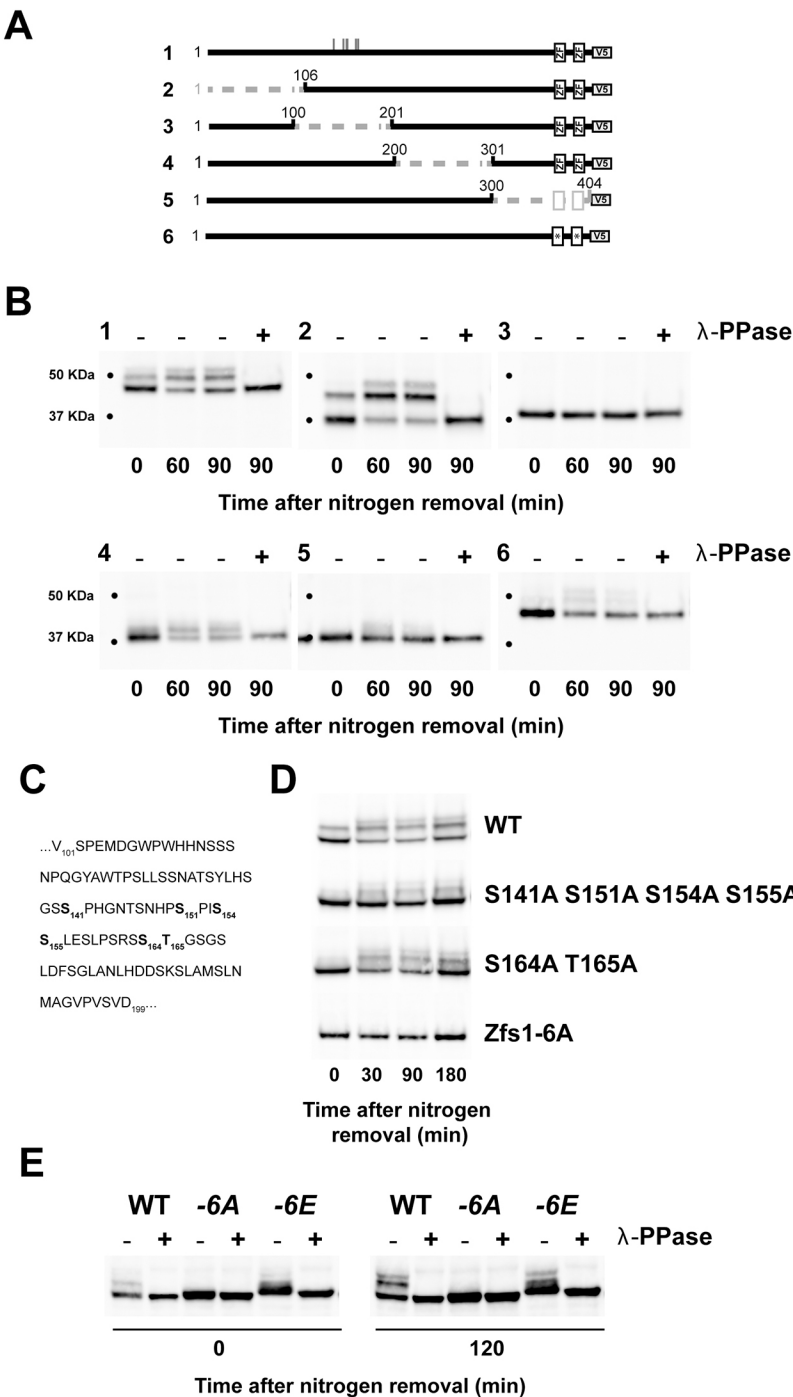 A
1 1 ZF ZF V5
106
2 1 ZF ZF V5
100 201
3 1 ZF ZF V5
200 301
4 1 ZF ZF V5
300 404
5 1 V5
6 1 * * V5
B
1 - - - + 2 - - - + 3 - - - + λ-PPase
50 KDa
37 KDa
0 60 90 90 0 60 90 90 0 60 90 90
Time after nitrogen removal (min)
4 - - - + 5 - - - + 6 - - - + λ-PPase
50 KDa
37 KDa
0 60 90 90 0 60 90 90 0 60 90 90
Time after nitrogen removal (min)
C
...V101SPEMDGWPWHHNSSS
NPQGYAWTPSLLSSNATSYLHS
GSS141PHGNTSNHPS151PIS154
S155LESLPSRSS164T165GSGS
LDFSGLANLHDDSKSLAMSLN
MAGVPVSVD199...
D
WT
S141A S151A S154A S155A
S164A T165A
Zfs1-6A
0 30 90 180
Time after nitrogen
removal (min)
E
WT -6A -6E WT -6A -6E
- + - + - + - + - + - + λ-PPase
0 120
Time after nitrogen removal (min)